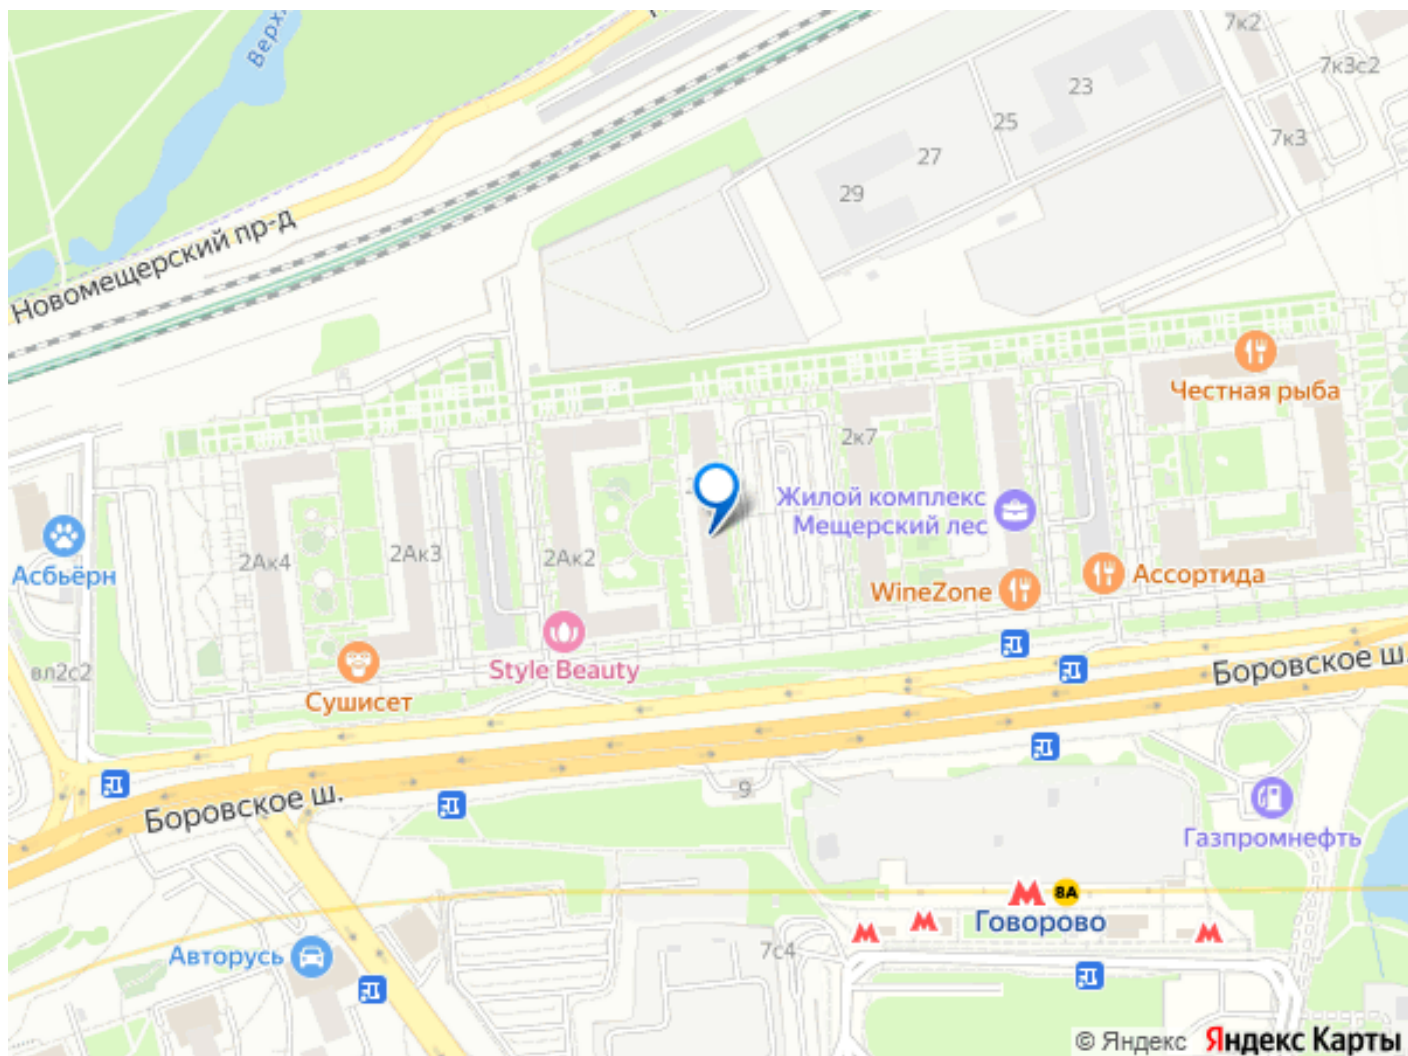 Верх
7к2
7к3с2
23
25
7к3
27
29
Новомещерский пр-д
Честная рыба
2к7
Жилой комплекс
Мещерский лес
2Ак4
2Ак3
2Ак2
Асбьёрн
WineZone
Ассортида
вл2с2
Style Beauty
Сушисет
Боровское ш.
Боровское ш.
9
Газпромнефть
8А
Говорово
Авторусь
7с4
© Яндекс Яндекс Карты